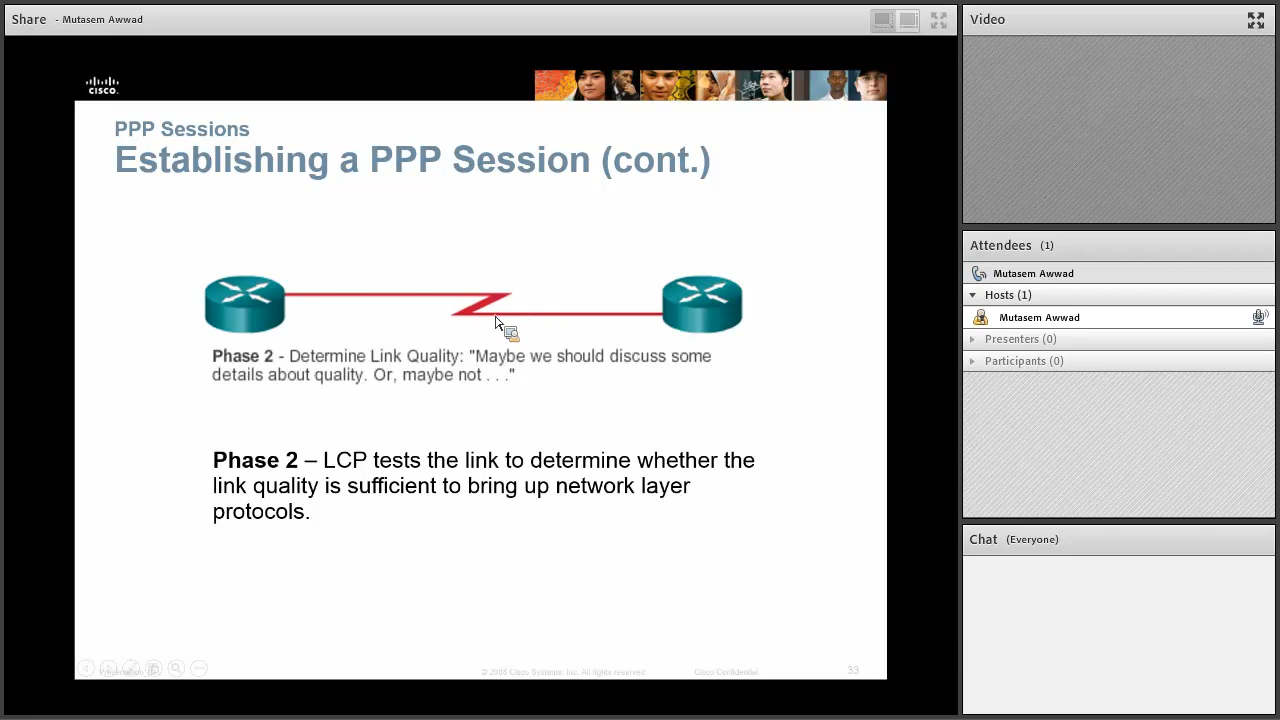 Share - Mutasem Awwad
CISCO.
PPP Sessions
Establishing a PPP Session (cont.)
Phase 2 - Determine Link Quality: "Maybe we should discuss some
details about quality. Or, maybe not . . ."
Phase 2 – LCP tests the link to determine whether the
link quality is sufficient to bring up network layer
protocols.
© 2008 Cisco Systems, Inc. All rights reserved.
Cisco Confidential
33
Video
Attendees (1)
Mutasem Awwad
Hosts (1)
Mutasem Awwad
Presenters (0)
Participants (0)
Chat (Everyone)